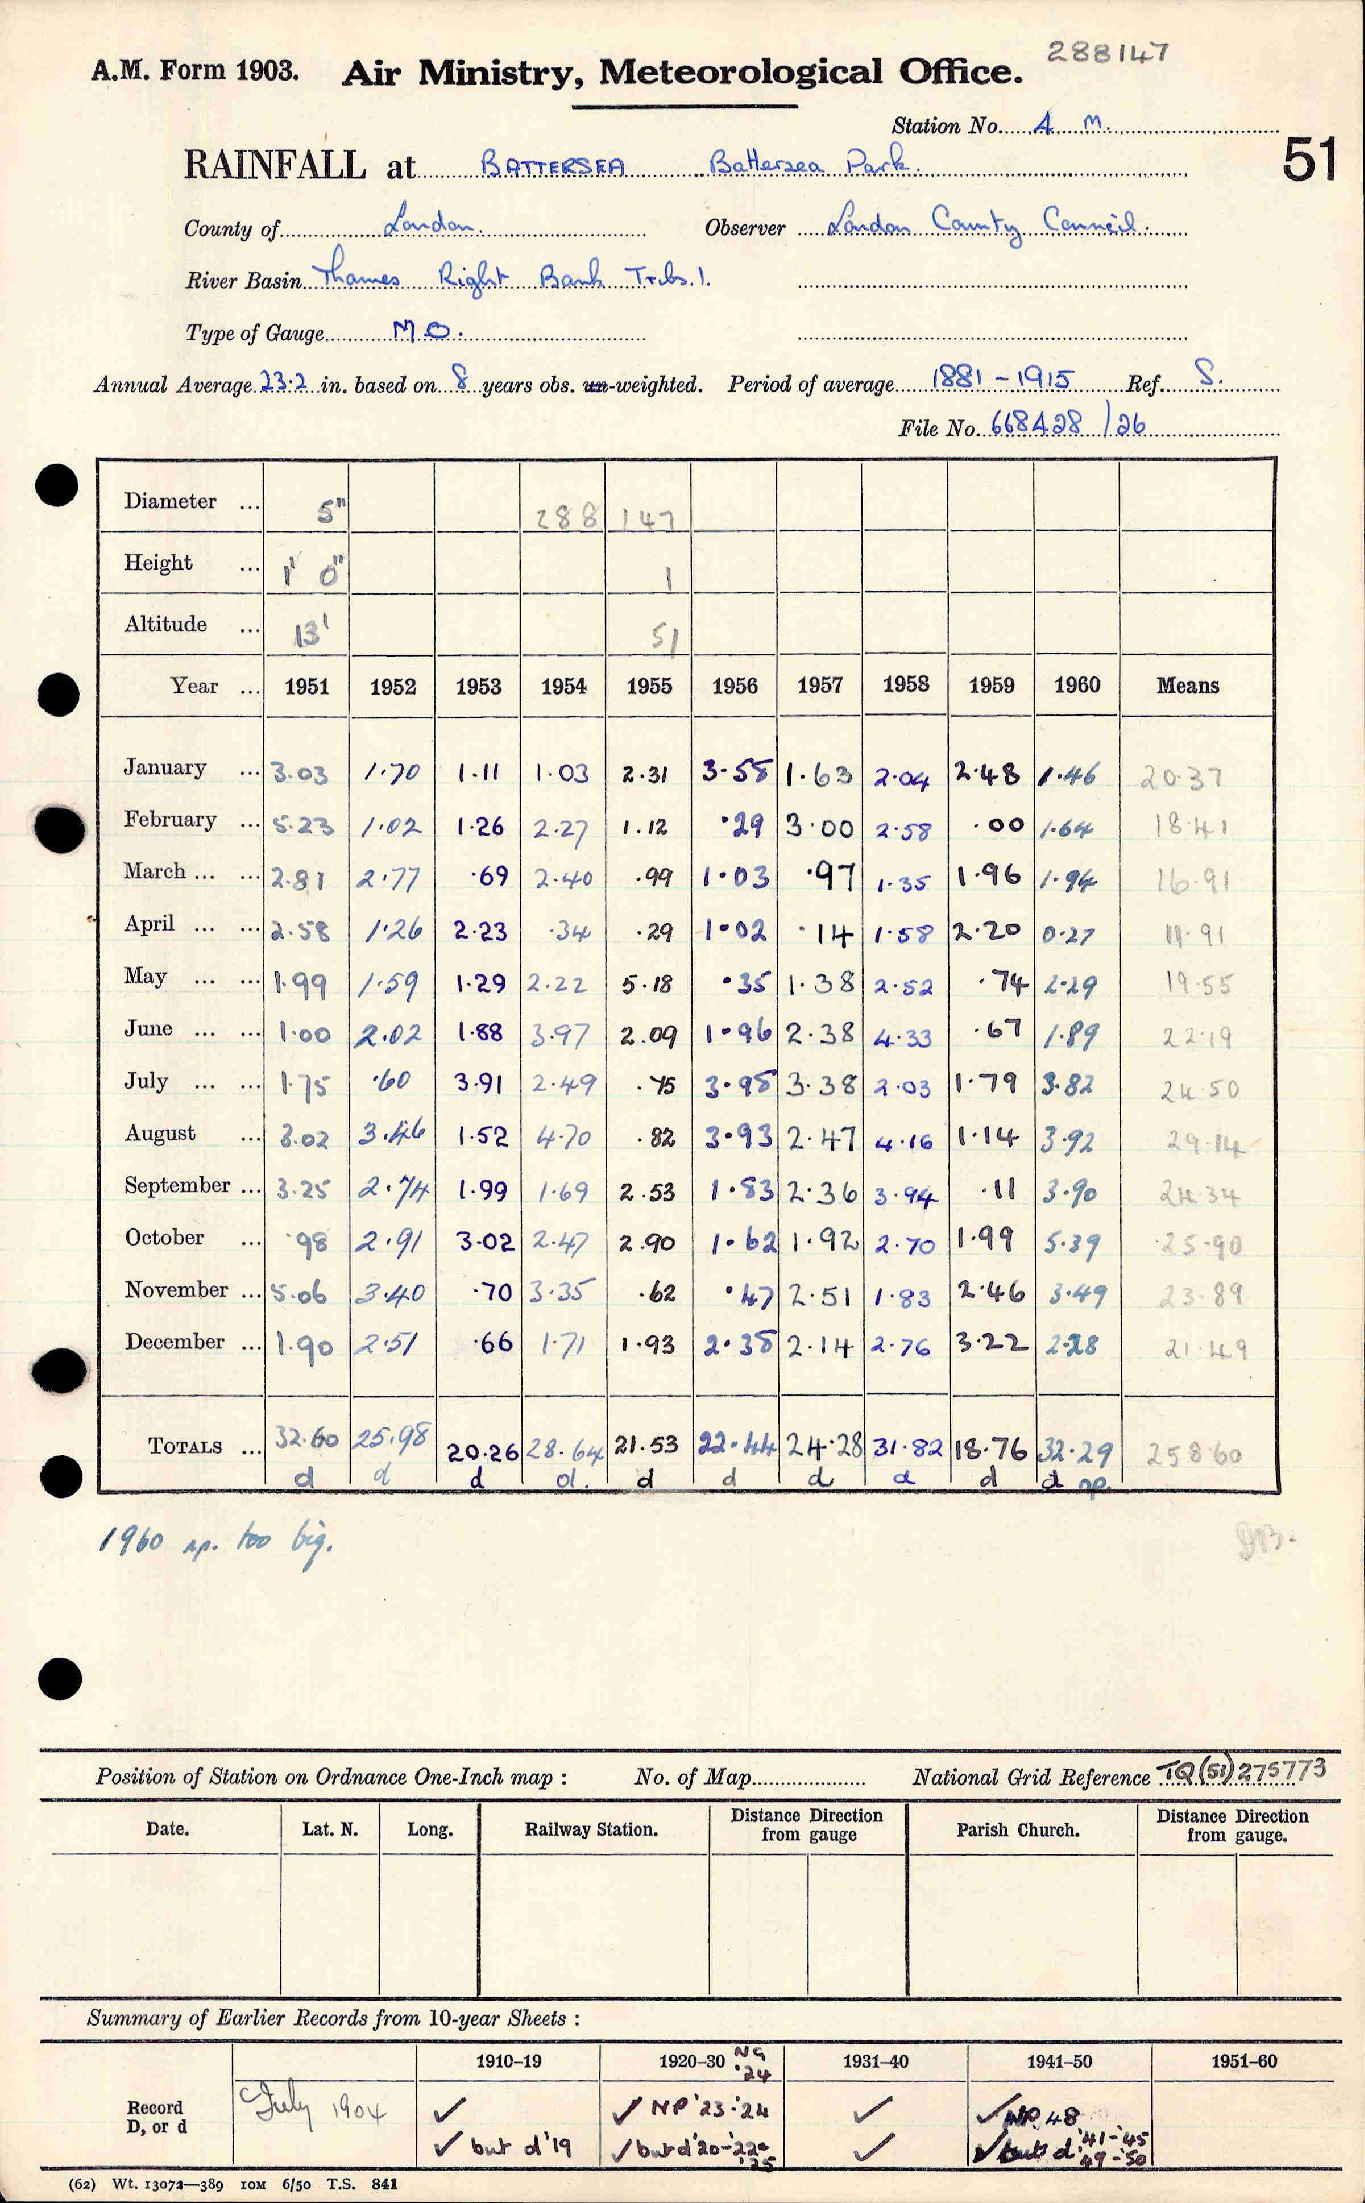 288147
A.M. Form 1903. Air Ministry, Meteorological Office.
Station No. A M.
51
RAINFALL at BATTERSEA Battersea Park.
County of London. Observer London County Council.
River Basin Thames Right Bank Tribs. 1.
Type of Gauge M O.
Annual Average 23.2 in. based on 8 years obs. un-weighted. Period of average 1881 - 1915 Ref. S.
File No. 668428 /26
Diameter ... 5" 288 147
Height ... 1' 0" 1
Altitude ... 13' 51
Year ... 1951 1952 1953 1954 1955 1956 1957 1958 1959 1960 Means
January ... 3.03 1.70 1.11 1.03 2.31 3.58 1.63 2.04 2.48 1.46 20.37
February ... 5.23 1.02 1.26 2.27 1.12 .29 3.00 2.58 .00 1.64 18.41
March ... ... 2.81 2.77 .69 2.40 .99 1.03 .97 1.35 1.96 1.94 16.91
April ... ... 2.58 1.26 2.23 .34 .29 1.02 .14 1.58 2.20 0.27 11.91
May ... ... 1.99 1.59 1.29 2.22 5.18 .35 1.38 2.52 .74 2.29 19.55
June ... ... 1.00 2.02 1.88 3.97 2.09 1.96 2.38 4.33 .67 1.89 22.19
July ... ... 1.75 .60 3.91 2.49 .75 3.98 3.38 2.03 1.79 3.82 24.50
August ... 3.02 3.46 1.52 4.70 .82 3.93 2.47 4.16 1.14 3.92 29.14
September ... 3.25 2.74 1.99 1.69 2.53 1.83 2.36 3.94 .11 3.90 24.34
October ... .98 2.91 3.02 2.47 2.90 1.62 1.92 2.70 1.99 5.39 25.90
November ... 5.06 3.40 .70 3.35 .62 .47 2.51 1.83 2.46 3.49 23.89
December ... 1.90 2.51 .66 1.71 1.93 2.38 2.14 2.76 3.22 2.28 21.49
TOTALS ... 32.60 25.98 20.26 28.64 21.53 22.44 24.28 31.82 18.76 32.29 258.60
d d d d. d d d d d d np.
1960 np. too big.
Position of Station on Ordnance One-Inch map : No. of Map National Grid Reference TQ (51) 275773
Date. Lat. N. Long. Railway Station. Distance Direction from gauge Parish Church. Distance Direction from gauge.
Summary of Earlier Records from 10-year Sheets :
1910–19 1920–30 NG '24 1931–40 1941–50 1951–60
Record D, or d July 1904 ✓ ✓ NP '23-'24 ✓ ✓ NP. 48
✓ but d '19 ✓ but d '20-'22 '25 ✓ ✓ but d '41-'45 '49-'50
(62) Wt. 13072—389 10M 6/50 T.S. 841